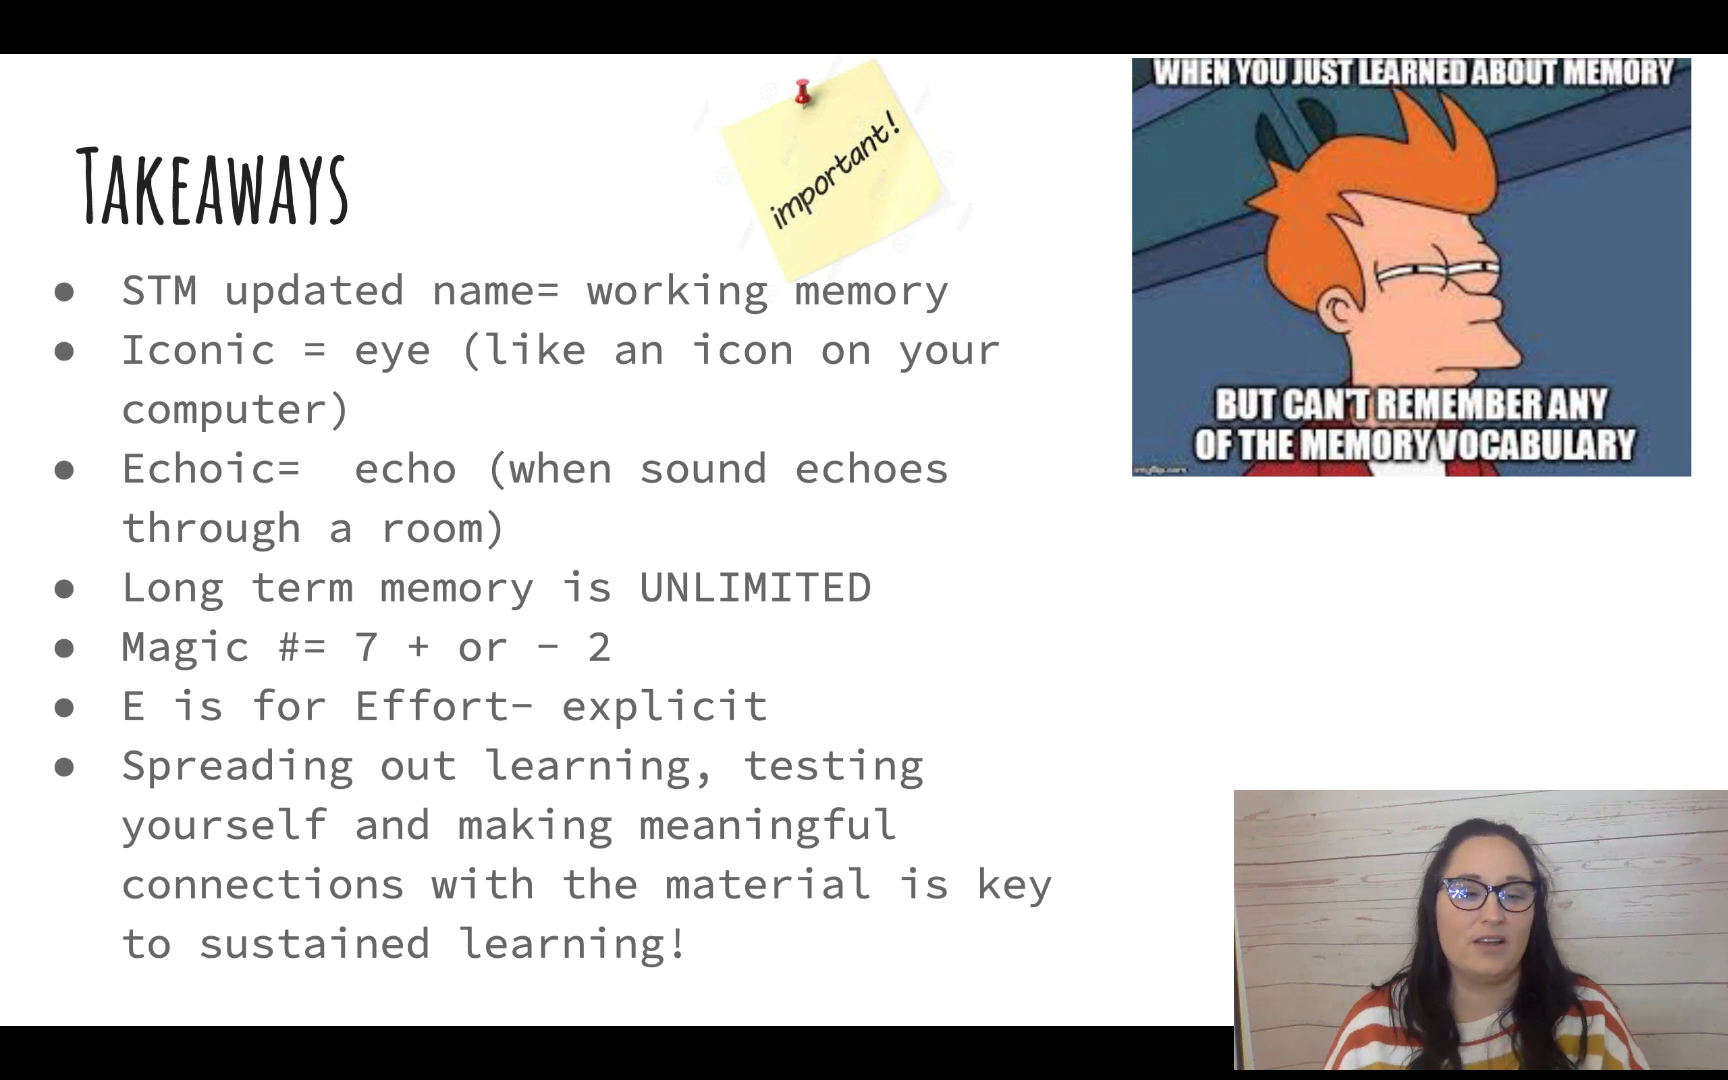 Takeaways
important!
● STM updated name= working memory
● Iconic = eye (like an icon on your
computer)
● Echoic=  echo (when sound echoes
through a room)
● Long term memory is UNLIMITED
● Magic #= 7 + or - 2
● E is for Effort- explicit
● Spreading out learning, testing
yourself and making meaningful
connections with the material is key
to sustained learning!
WHEN YOU JUST LEARNED ABOUT MEMORY
BUT CAN'T REMEMBER ANY
OF THE MEMORY VOCABULARY
imgflip.com